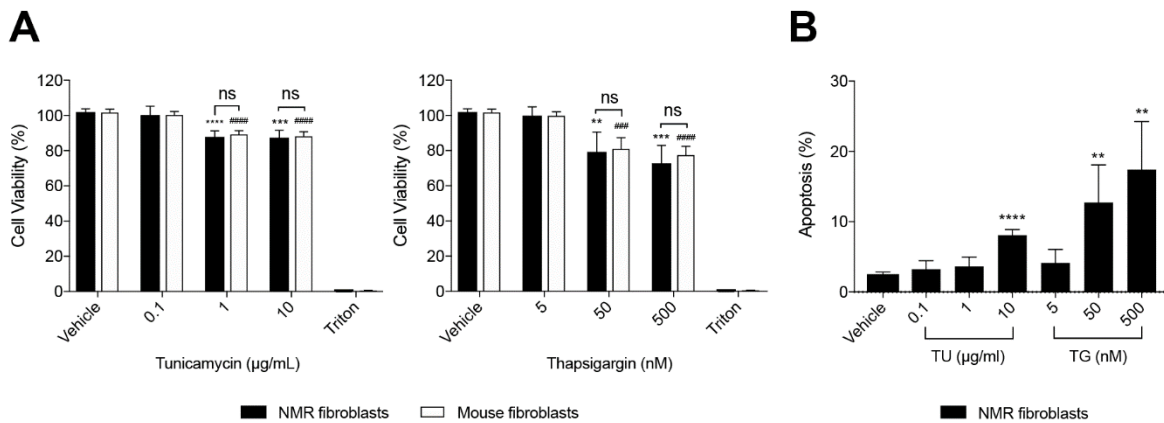 A
B
120
100
80
60
40
20
0
Cell Viability (%)
ns
ns
**** ####
*** ####
Vehicle
0.1
1
10
Triton
Tunicamycin (µg/mL)
120
100
80
60
40
20
0
Cell Viability (%)
ns
ns
** ###
*** ####
Vehicle
5
50
500
Triton
Thapsigargin (nM)
NMR fibroblasts
Mouse fibroblasts
30
20
10
0
Apoptosis (%)
****
**
**
Vehicle
0.1
1
10
5
50
500
TU (µg/ml)
TG (nM)
NMR fibroblasts